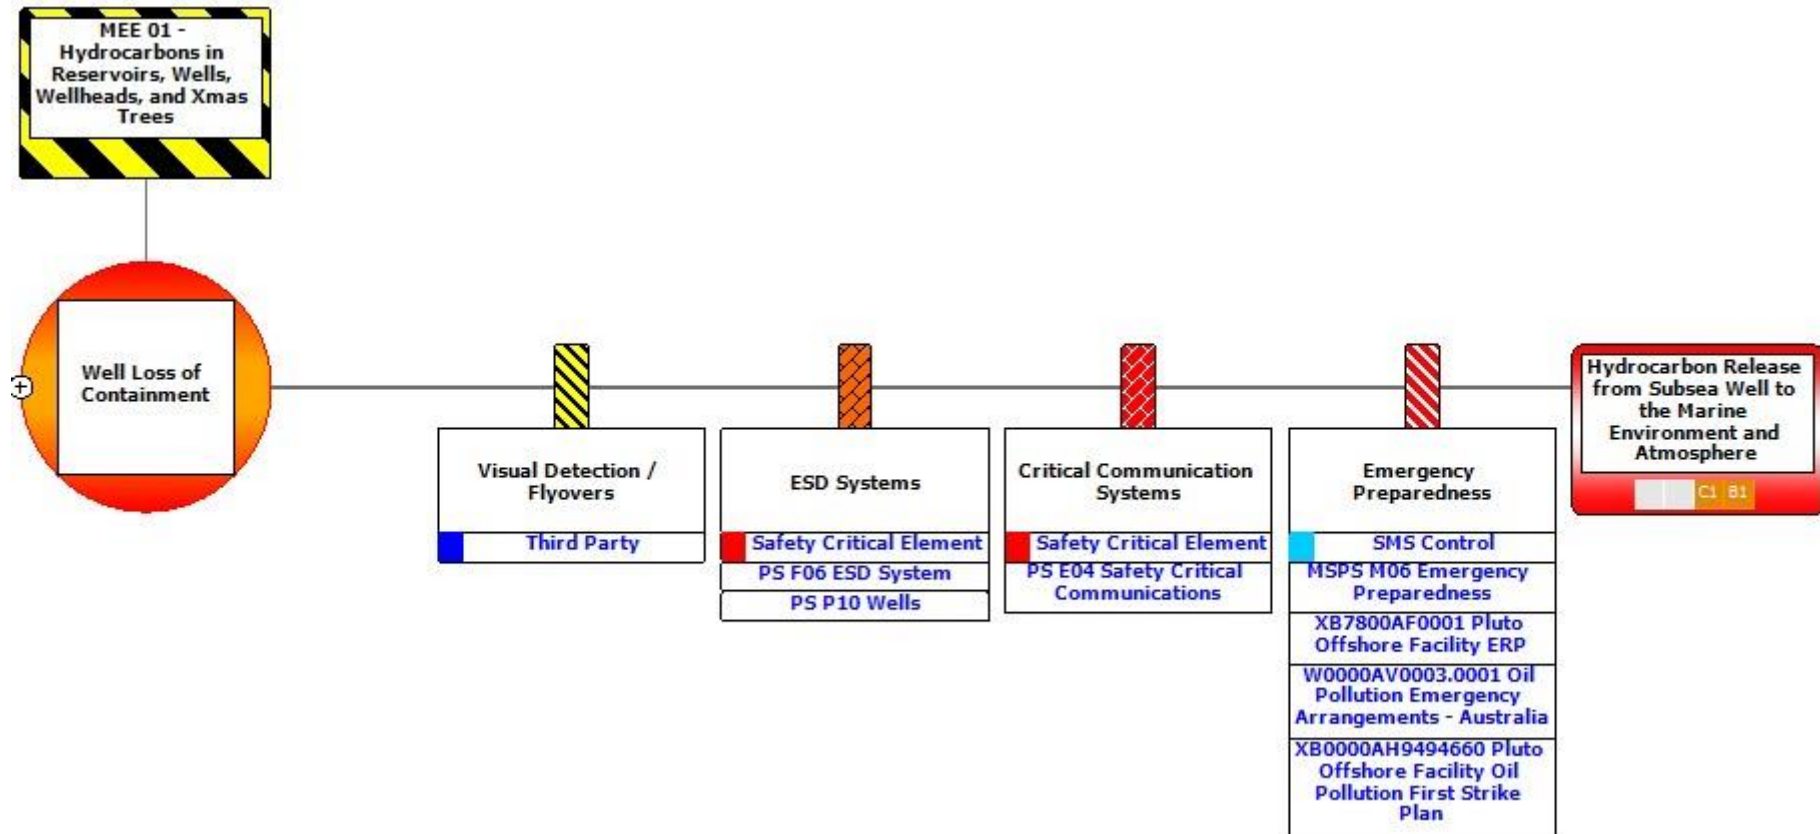 MEE 01 -
Hydrocarbons in
Reservoirs, Wells,
Wellheads, and Xmas
Trees
Well Loss of
Containment
Visual Detection /
Flyovers
Third Party
ESD Systems
Safety Critical Element
PS F06 ESD System
PS P10 Wells
Critical Communication
Systems
Safety Critical Element
PS E04 Safety Critical
Communications
Emergency
Preparedness
SMS Control
MSPS M06 Emergency
Preparedness
XB7800AF0001 Pluto
Offshore Facility ERP
W0000AV0003.0001 Oil
Pollution Emergency
Arrangements - Australia
XB0000AH9494660 Pluto
Offshore Facility Oil
Pollution First Strike
Plan
Hydrocarbon Release
from Subsea Well to
the Marine
Environment and
Atmosphere
C1 B1